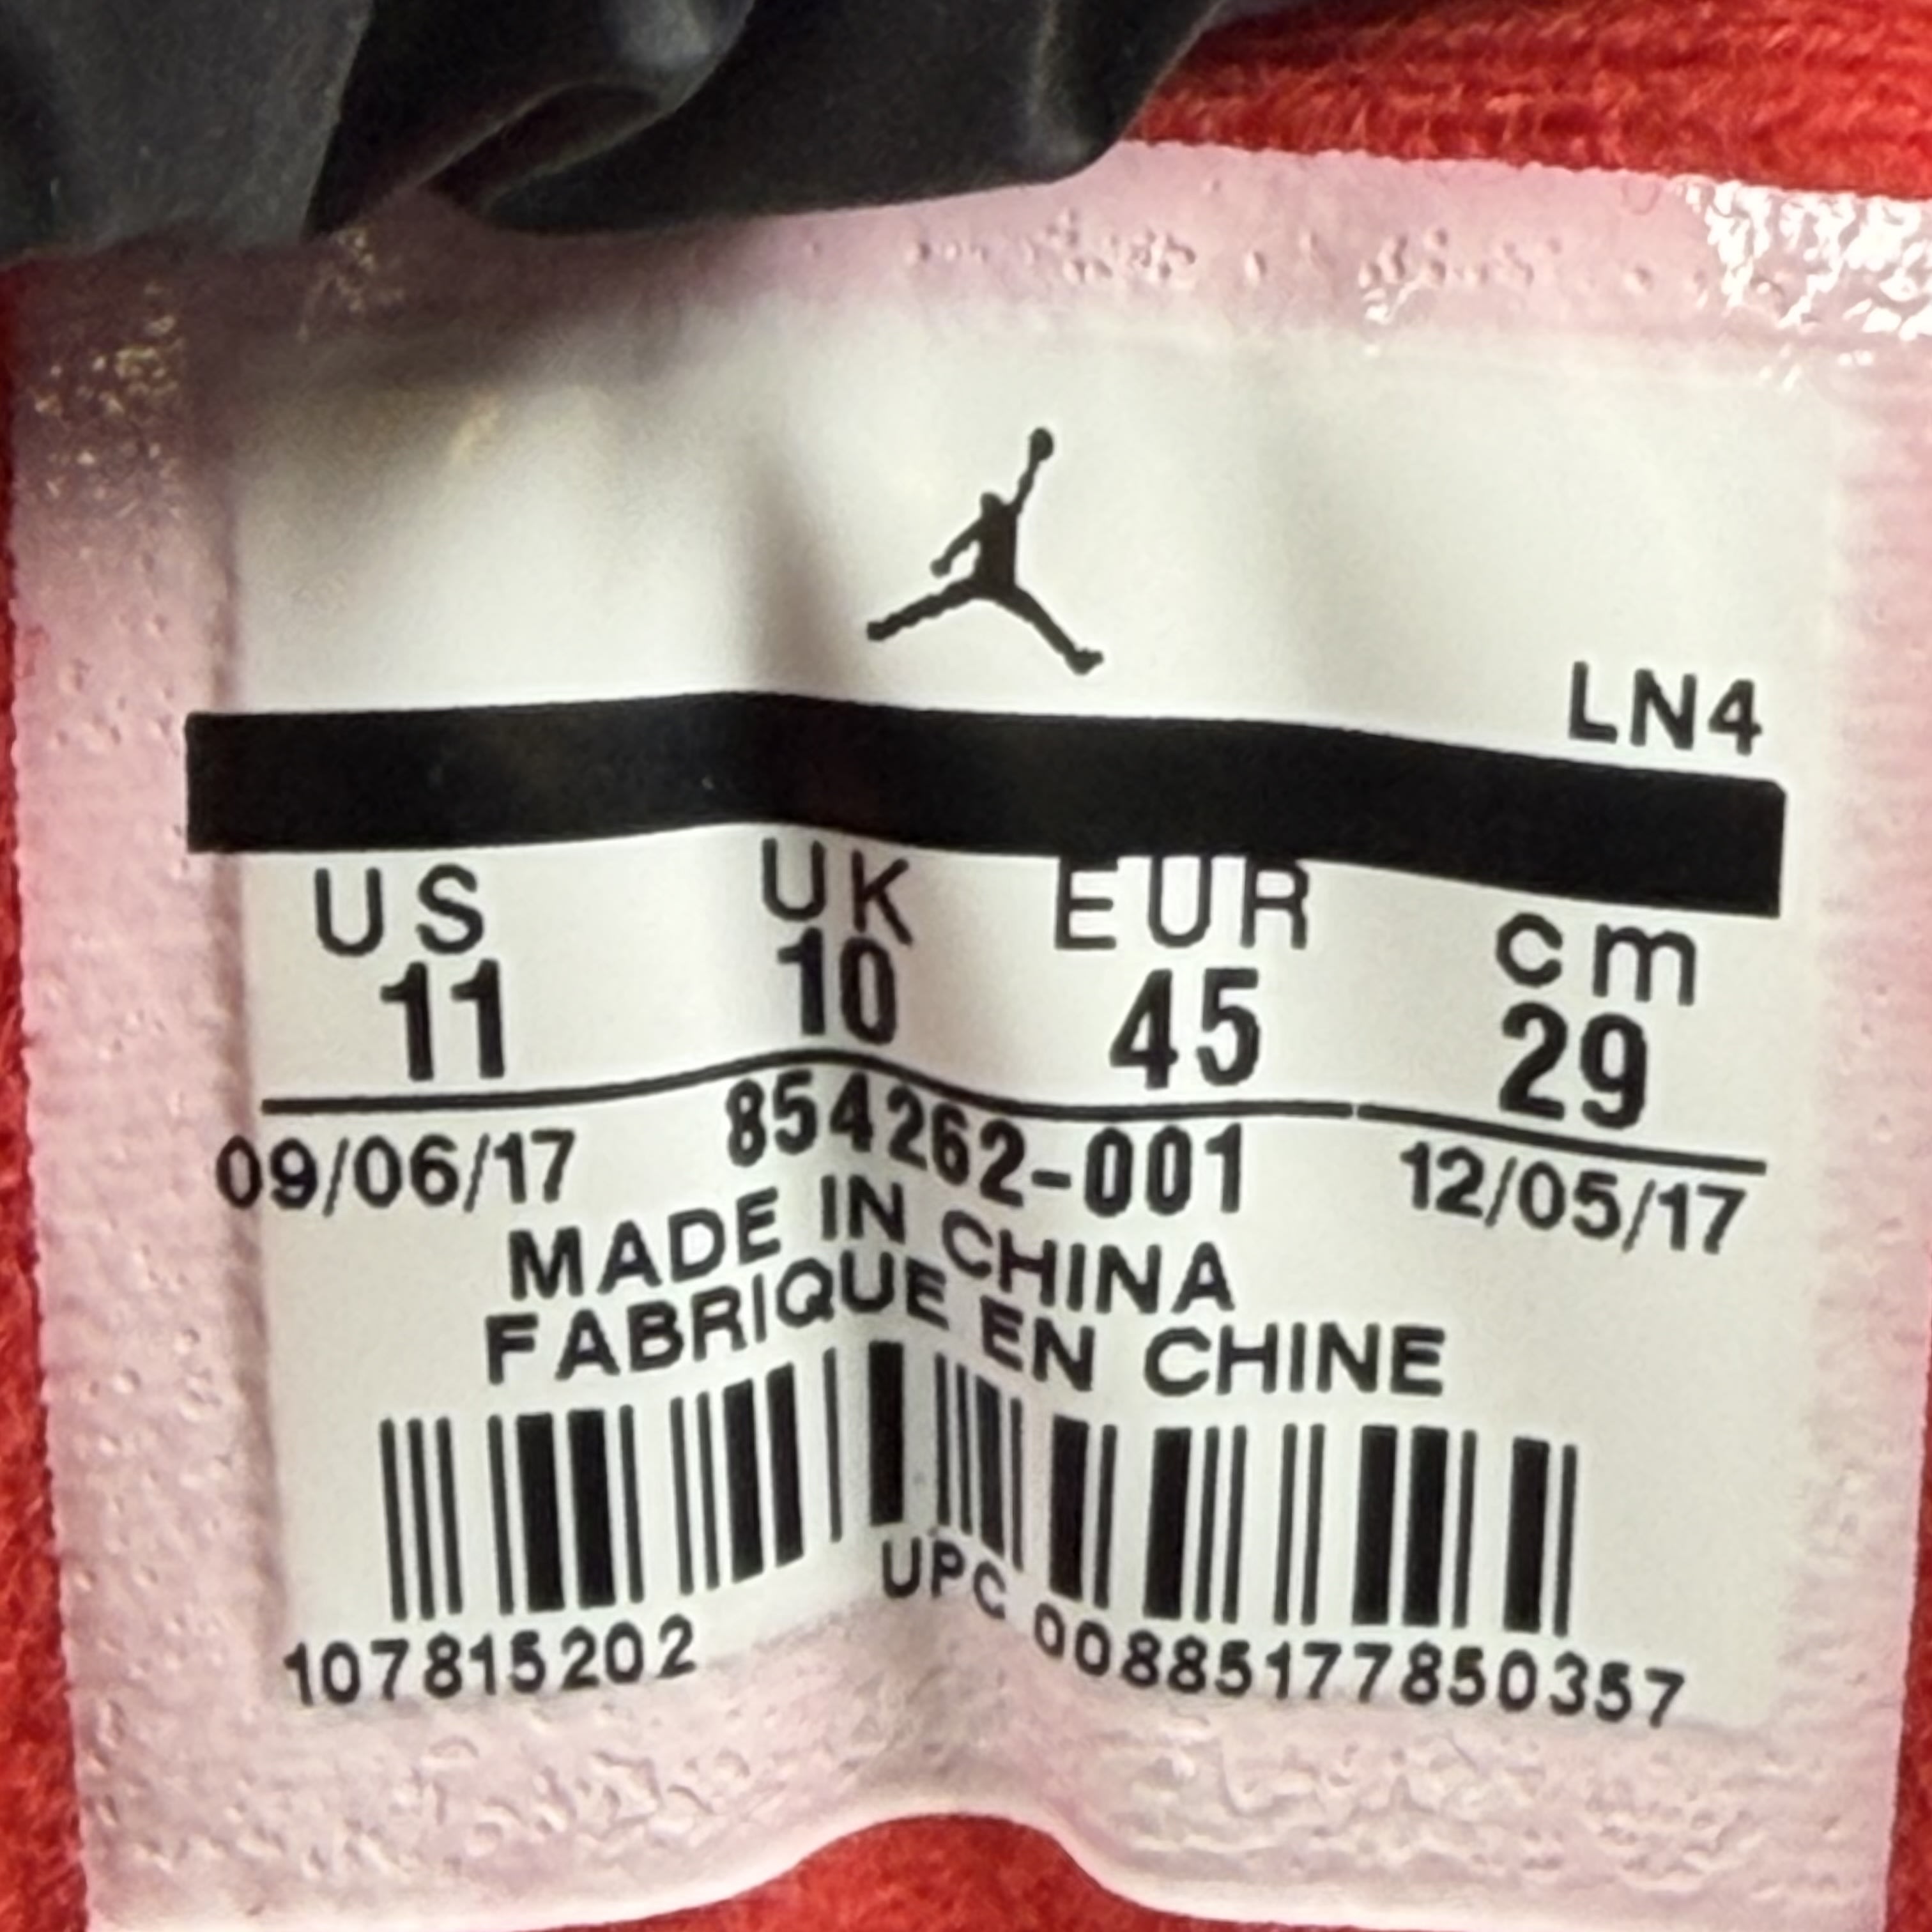 LN4
US UK EUR cm
11 10 45 29
09/06/17 854262-001 12/05/17
MADE IN CHINA
FABRIQUE EN CHINE
107815202 UPC 00885177850357